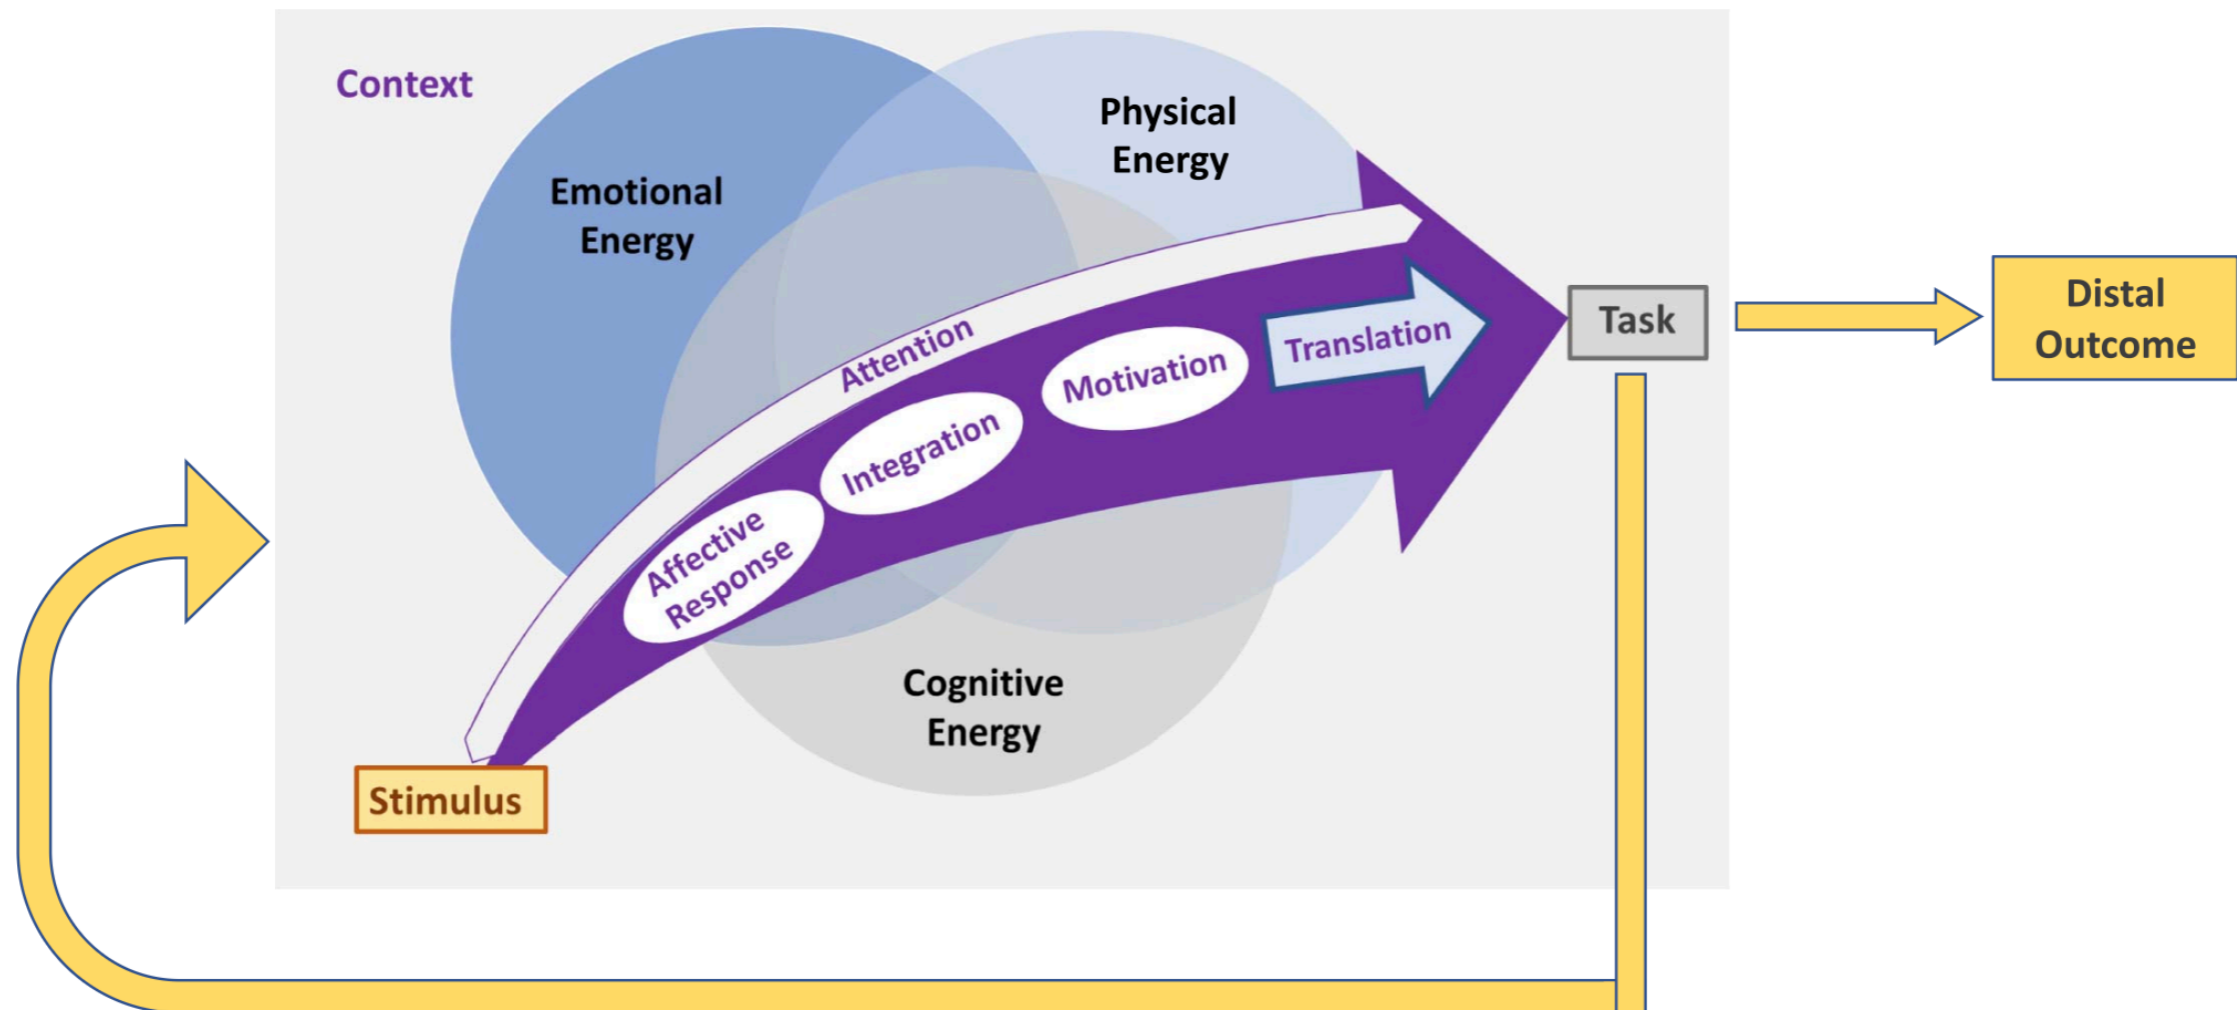 Context
Physical
Energy
Emotional
Energy
Distal
Outcome
Task
Translation
Attention
Motivation
Integration
Affective
Response
Cognitive
Energy
Stimulus